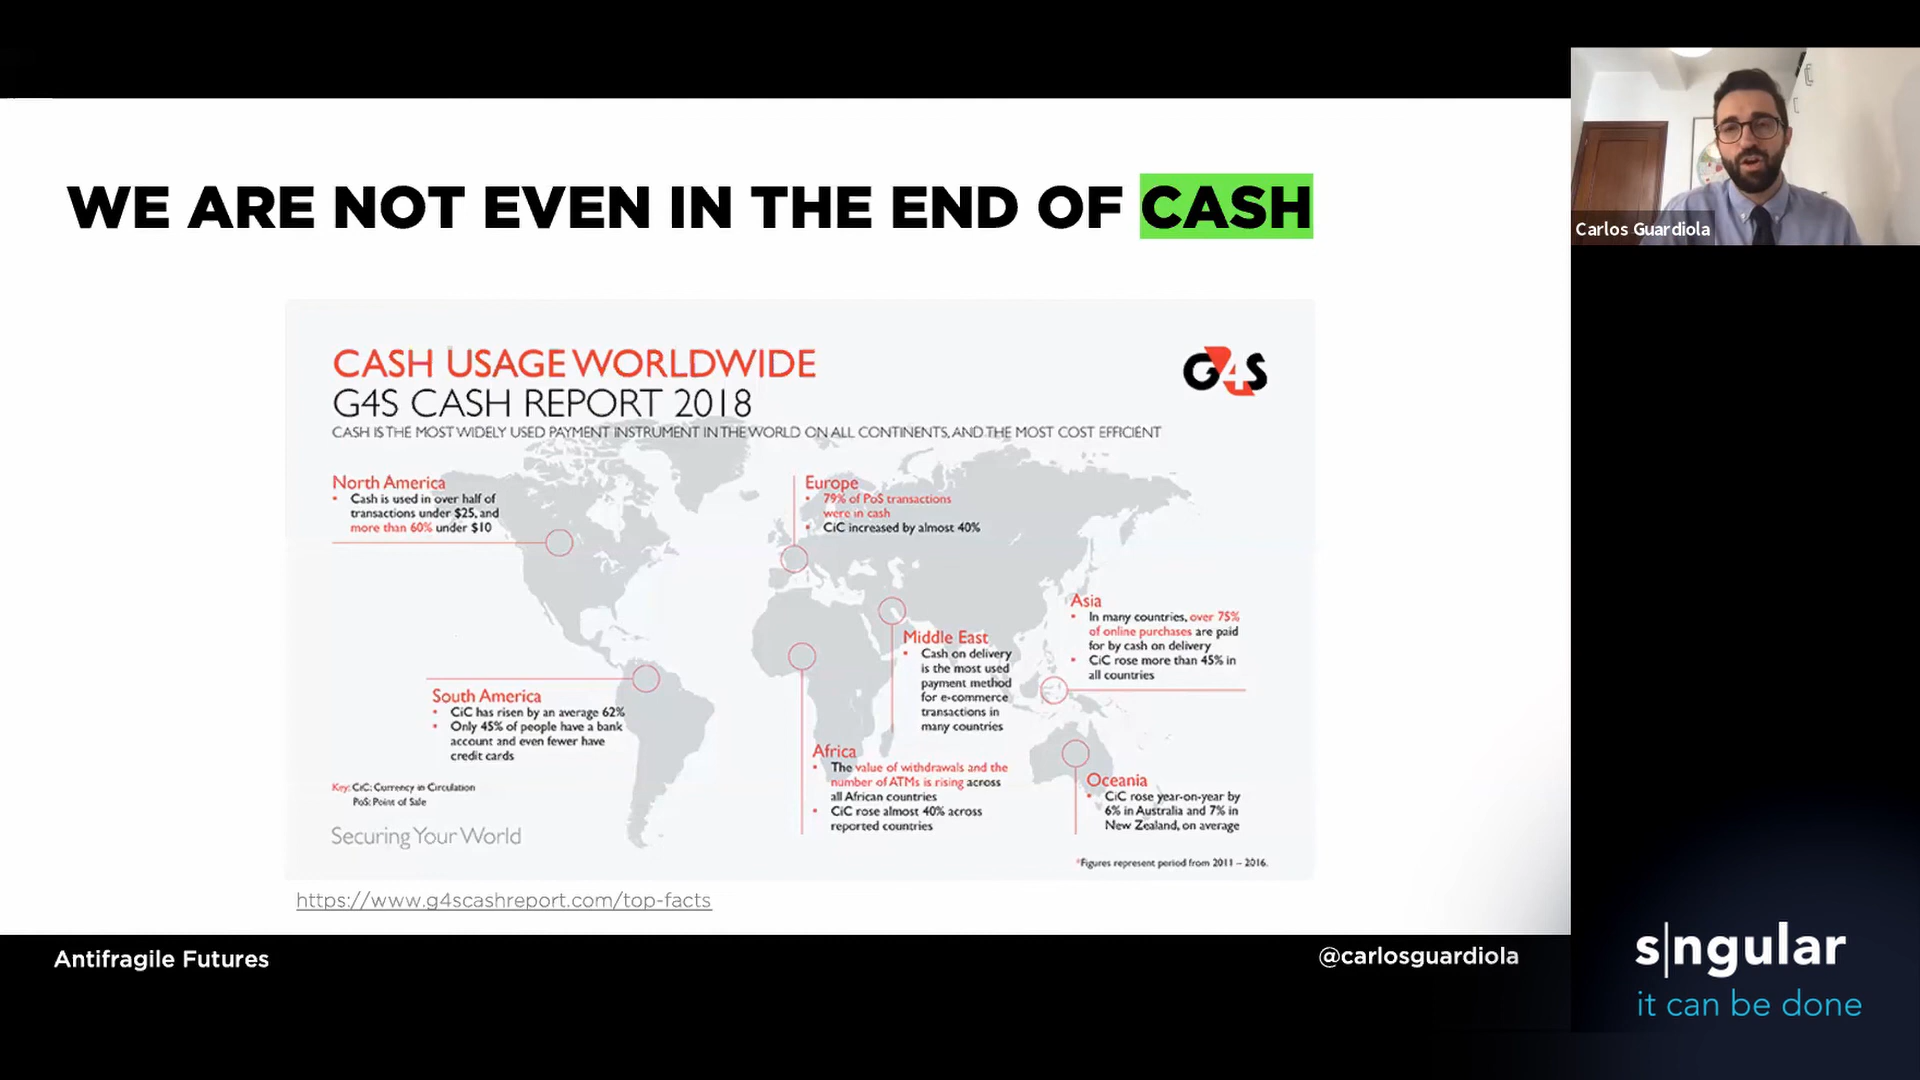 WE ARE NOT EVEN IN THE END OF CASH
Carlos Guardiola
CASH USAGE WORLDWIDE
G4S CASH REPORT 2018
G4S
CASH IS THE MOST WIDELY USED PAYMENT INSTRUMENT IN THE WORLD ON ALL CONTINENTS, AND THE MOST COST EFFICIENT
North America
• Cash is used in over half of
transactions under $25, and
more than 60% under $10
Europe
• 79% of PoS transactions
were in cash
• CiC increased by almost 40%
Asia
• In many countries, over 75%
of online purchases are paid
for by cash on delivery
• CiC rose more than 45% in
all countries
Middle East
• Cash on delivery
is the most used
payment method
for e-commerce
transactions in
many countries
South America
• CiC has risen by an average 62%
• Only 45% of people have a bank
account and even fewer have
credit cards
Africa
• The value of withdrawals and the
number of ATMs is rising across
all African countries
• CiC rose almost 40% across
reported countries
Oceania
• CiC rose year-on-year by
6% in Australia and 7% in
New Zealand, on average
Key: CiC: Currency in Circulation
PoS: Point of Sale
Securing Your World
*Figures represent period from 2011 – 2016.
https://www.g4scashreport.com/top-facts
Antifragile Futures
@carlosguardiola
s|ngular
it can be done